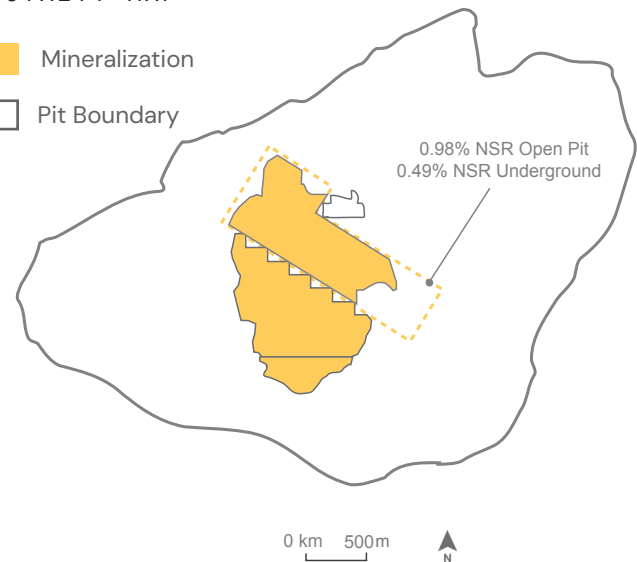 Mineralization
Pit Boundary
0.98% NSR Open Pit
0.49% NSR Underground
0 km 500m
N